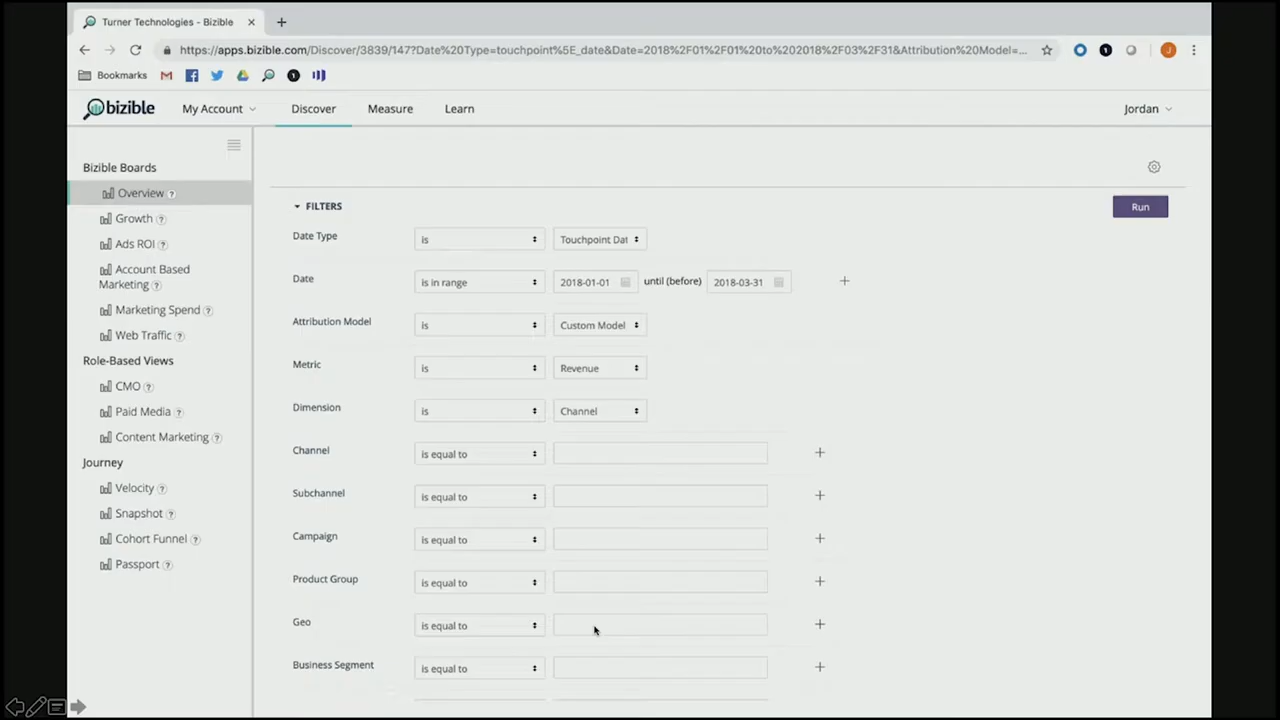 Turner Technologies - Bizible
https://apps.bizible.com/Discover/3839/147?Date%20Type=touchpoint%5E_date&Date=2018%2F01%2F01%20to%202018%2F03%2F31&Attribution%20Model=...
J
Bookmarks
bizible My Account Discover Measure Learn Jordan
Bizible Boards
Overview ?
Growth ?
Ads ROI ?
Account Based
Marketing ?
Marketing Spend ?
Web Traffic ?
Role-Based Views
CMO ?
Paid Media ?
Content Marketing ?
Journey
Velocity ?
Snapshot ?
Cohort Funnel ?
Passport ?
FILTERS Run
Date Type is Touchpoint Dat
Date is in range 2018-01-01 until (before) 2018-03-31 +
Attribution Model is Custom Model
Metric is Revenue
Dimension is Channel
Channel is equal to +
Subchannel is equal to +
Campaign is equal to +
Product Group is equal to +
Geo is equal to +
Business Segment is equal to +